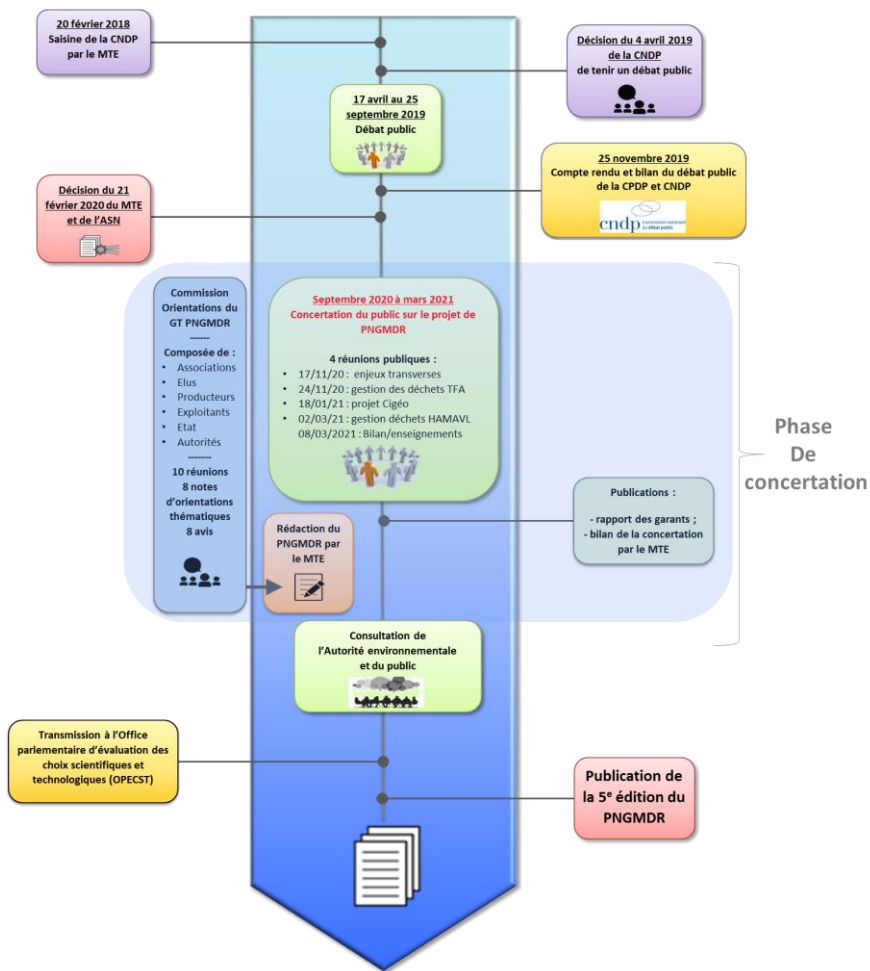 20 février 2018
Saisine de la CNDP
par le MTE
Décision du 4 avril 2019
de la CNDP
de tenir un débat public
17 avril au 25
septembre 2019
Débat public
25 novembre 2019
Compte rendu et bilan du débat public
de la CPDP et CNDP
cndp
Commission nationale
du débat public
Décision du 21
février 2020 du MTE
et de l'ASN
Commission
Orientations du
GT PNGMDR
------
Composée de :
• Associations
• Elus
• Producteurs
• Exploitants
• Etat
• Autorités
-------
10 réunions
8 notes
d'orientations
thématiques
8 avis
Septembre 2020 à mars 2021
Concertation du public sur le projet de
PNGMDR
4 réunions publiques :
• 17/11/20 : enjeux transverses
• 24/11/20 : gestion des déchets TFA
• 18/01/21 : projet Cigéo
• 02/03/21 : gestion déchets HAMAVL
08/03/2021 : Bilan/enseignements
Phase
De
concertation
Publications :
- rapport des garants ;
- bilan de la concertation
par le MTE
Rédaction du
PNGMDR par
le MTE
Consultation de
l'Autorité environnementale
et du public
Transmission à l'Office
parlementaire d'évaluation des
choix scientifiques et
technologiques (OPECST)
Publication de
la 5e édition du
PNGMDR